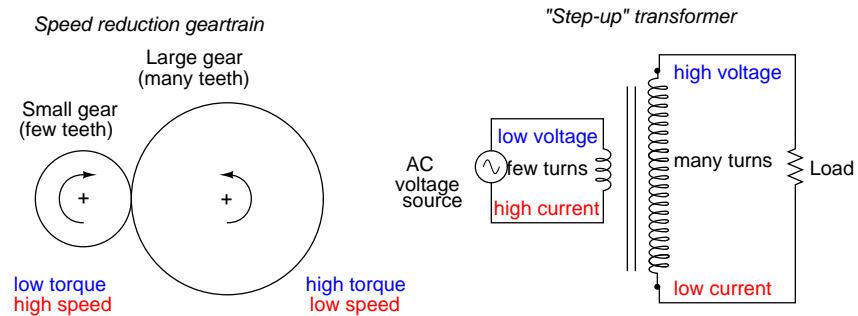 Speed reduction geartrain
Large gear
(many teeth)
Small gear
(few teeth)
+
+
low torque
high speed
high torque
low speed
"Step-up" transformer
high voltage
low voltage
AC
voltage
source
few turns
many turns
Load
high current
low current